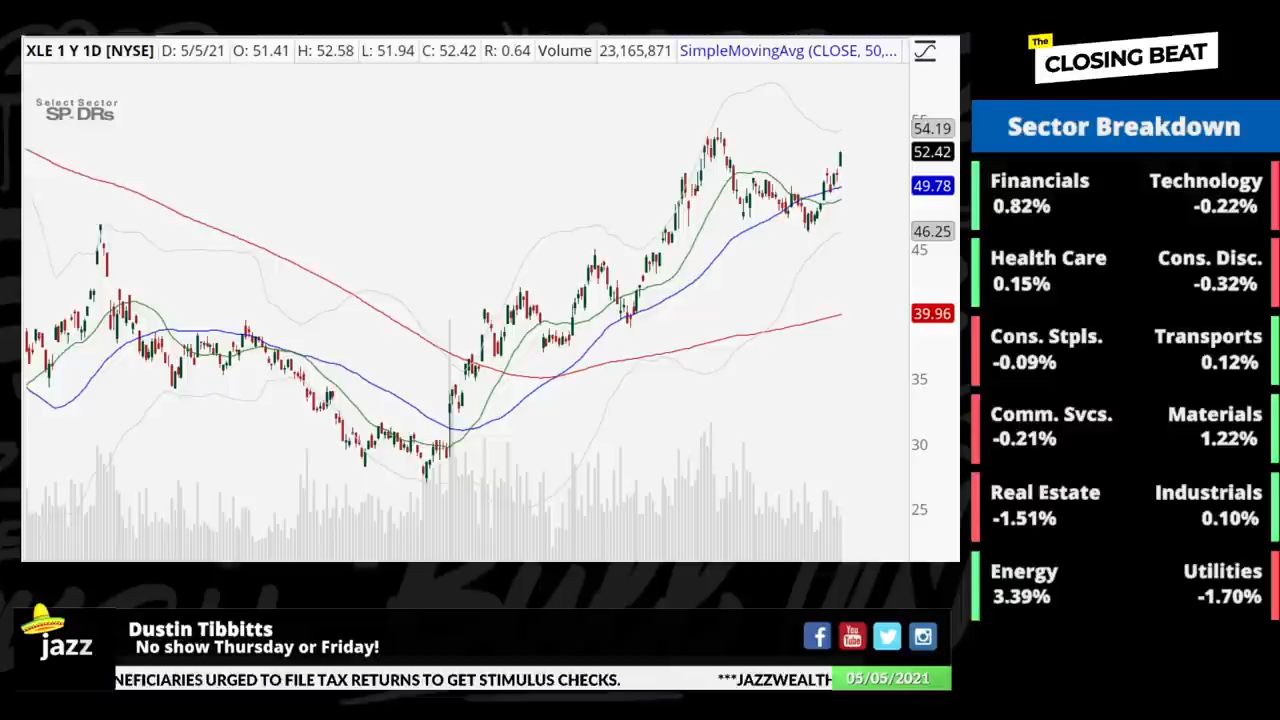 XLE 1 Y 1D [NYSE] D: 5/5/21 O: 51.41 H: 52.58 L: 51.94 C: 52.42 R: 0.64 Volume 23,165,871 SimpleMovingAvg (CLOSE, 50,...
Select Sector
SPDRs
54.19
52.42
49.78
46.25
45
39.96
35
30
25
The
CLOSING BEAT
Sector Breakdown
Financials
0.82%
Technology
-0.22%
Health Care
0.15%
Cons. Disc.
-0.32%
Cons. Stpls.
-0.09%
Transports
0.12%
Comm. Svcs.
-0.21%
Materials
1.22%
Real Estate
-1.51%
Industrials
0.10%
Energy
3.39%
Utilities
-1.70%
jazz
Dustin Tibbitts
No show Thursday or Friday!
You
Tube
NEFICIARIES URGED TO FILE TAX RETURNS TO GET STIMULUS CHECKS. ***JAZZWEALTH
05/05/2021